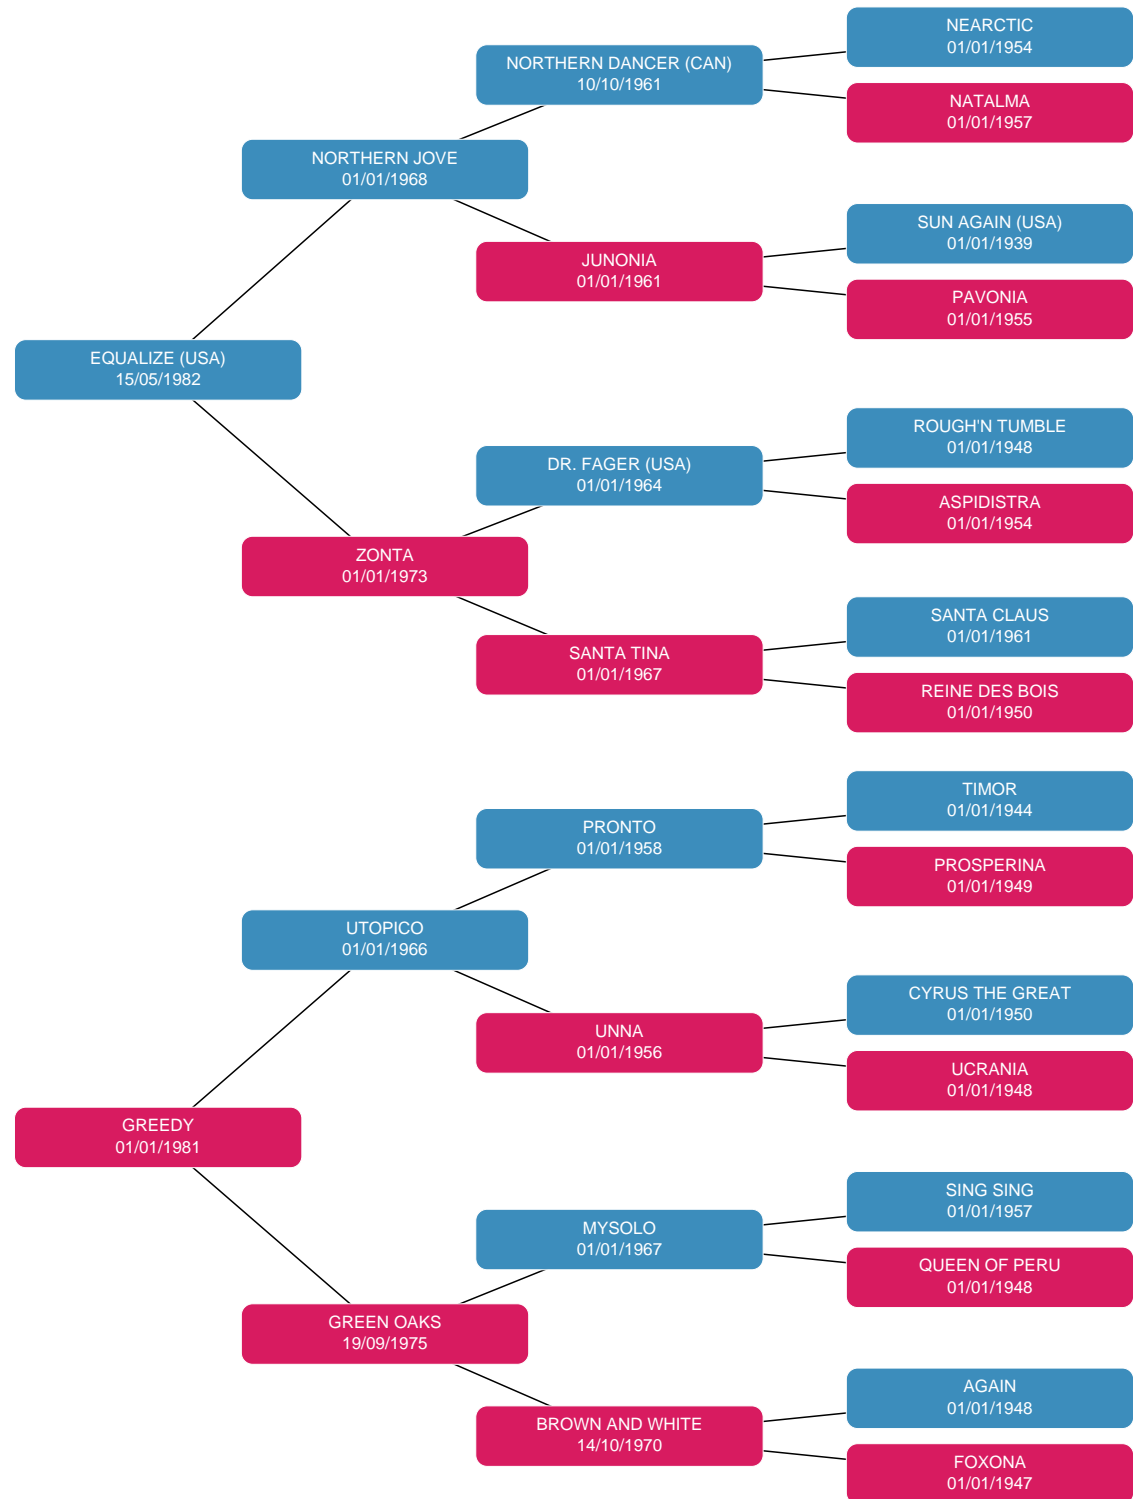 NEARCTIC
01/01/1954
NORTHERN DANCER (CAN)
10/10/1961
NATALMA
01/01/1957
NORTHERN JOVE
01/01/1968
SUN AGAIN (USA)
01/01/1939
JUNONIA
01/01/1961
PAVONIA
01/01/1955
EQUALIZE (USA)
15/05/1982
ROUGH'N TUMBLE
01/01/1948
DR. FAGER (USA)
01/01/1964
ASPIDISTRA
01/01/1954
ZONTA
01/01/1973
SANTA CLAUS
01/01/1961
SANTA TINA
01/01/1967
REINE DES BOIS
01/01/1950
TIMOR
01/01/1944
PRONTO
01/01/1958
PROSPERINA
01/01/1949
UTOPICO
01/01/1966
CYRUS THE GREAT
01/01/1950
UNNA
01/01/1956
UCRANIA
01/01/1948
GREEDY
01/01/1981
SING SING
01/01/1957
MYSOLO
01/01/1967
QUEEN OF PERU
01/01/1948
GREEN OAKS
19/09/1975
AGAIN
01/01/1948
BROWN AND WHITE
14/10/1970
FOXONA
01/01/1947